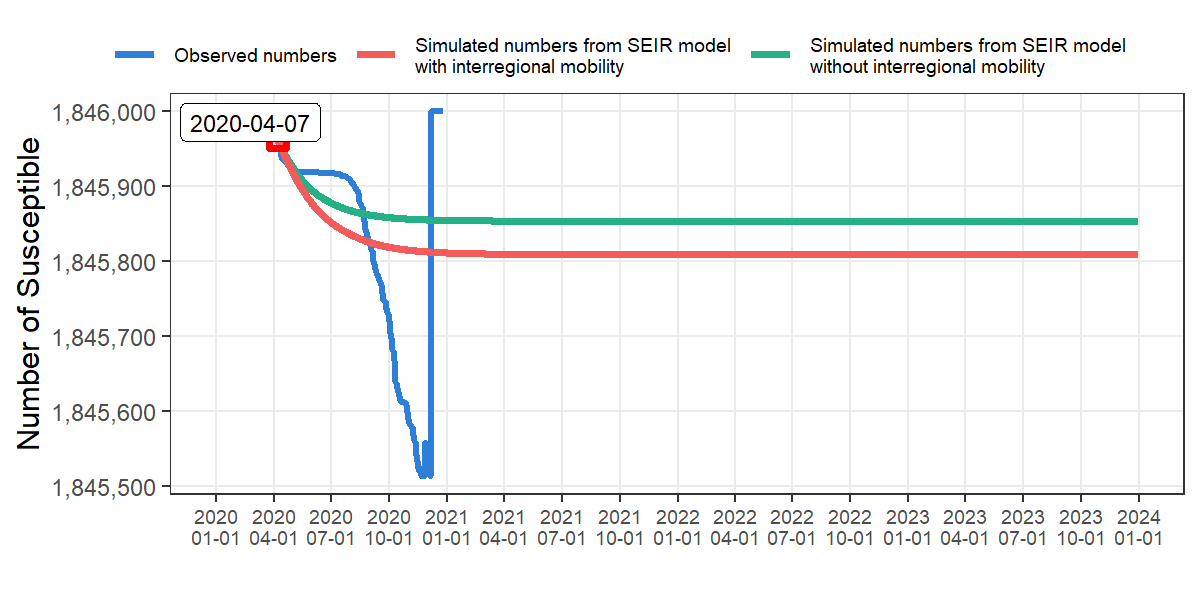 Observed numbers
Simulated numbers from SEIR model
with interregional mobility
Simulated numbers from SEIR model
without interregional mobility
Number of Susceptible
1,846,000
1,845,900
1,845,800
1,845,700
1,845,600
1,845,500
2020-04-07
2020 2020 2020 2020 2021 2021 2021 2021 2022 2022 2022 2022 2023 2023 2023 2023 2024
01-01 04-01 07-01 10-01 01-01 04-01 07-01 10-01 01-01 04-01 07-01 10-01 01-01 04-01 07-01 10-01 01-01